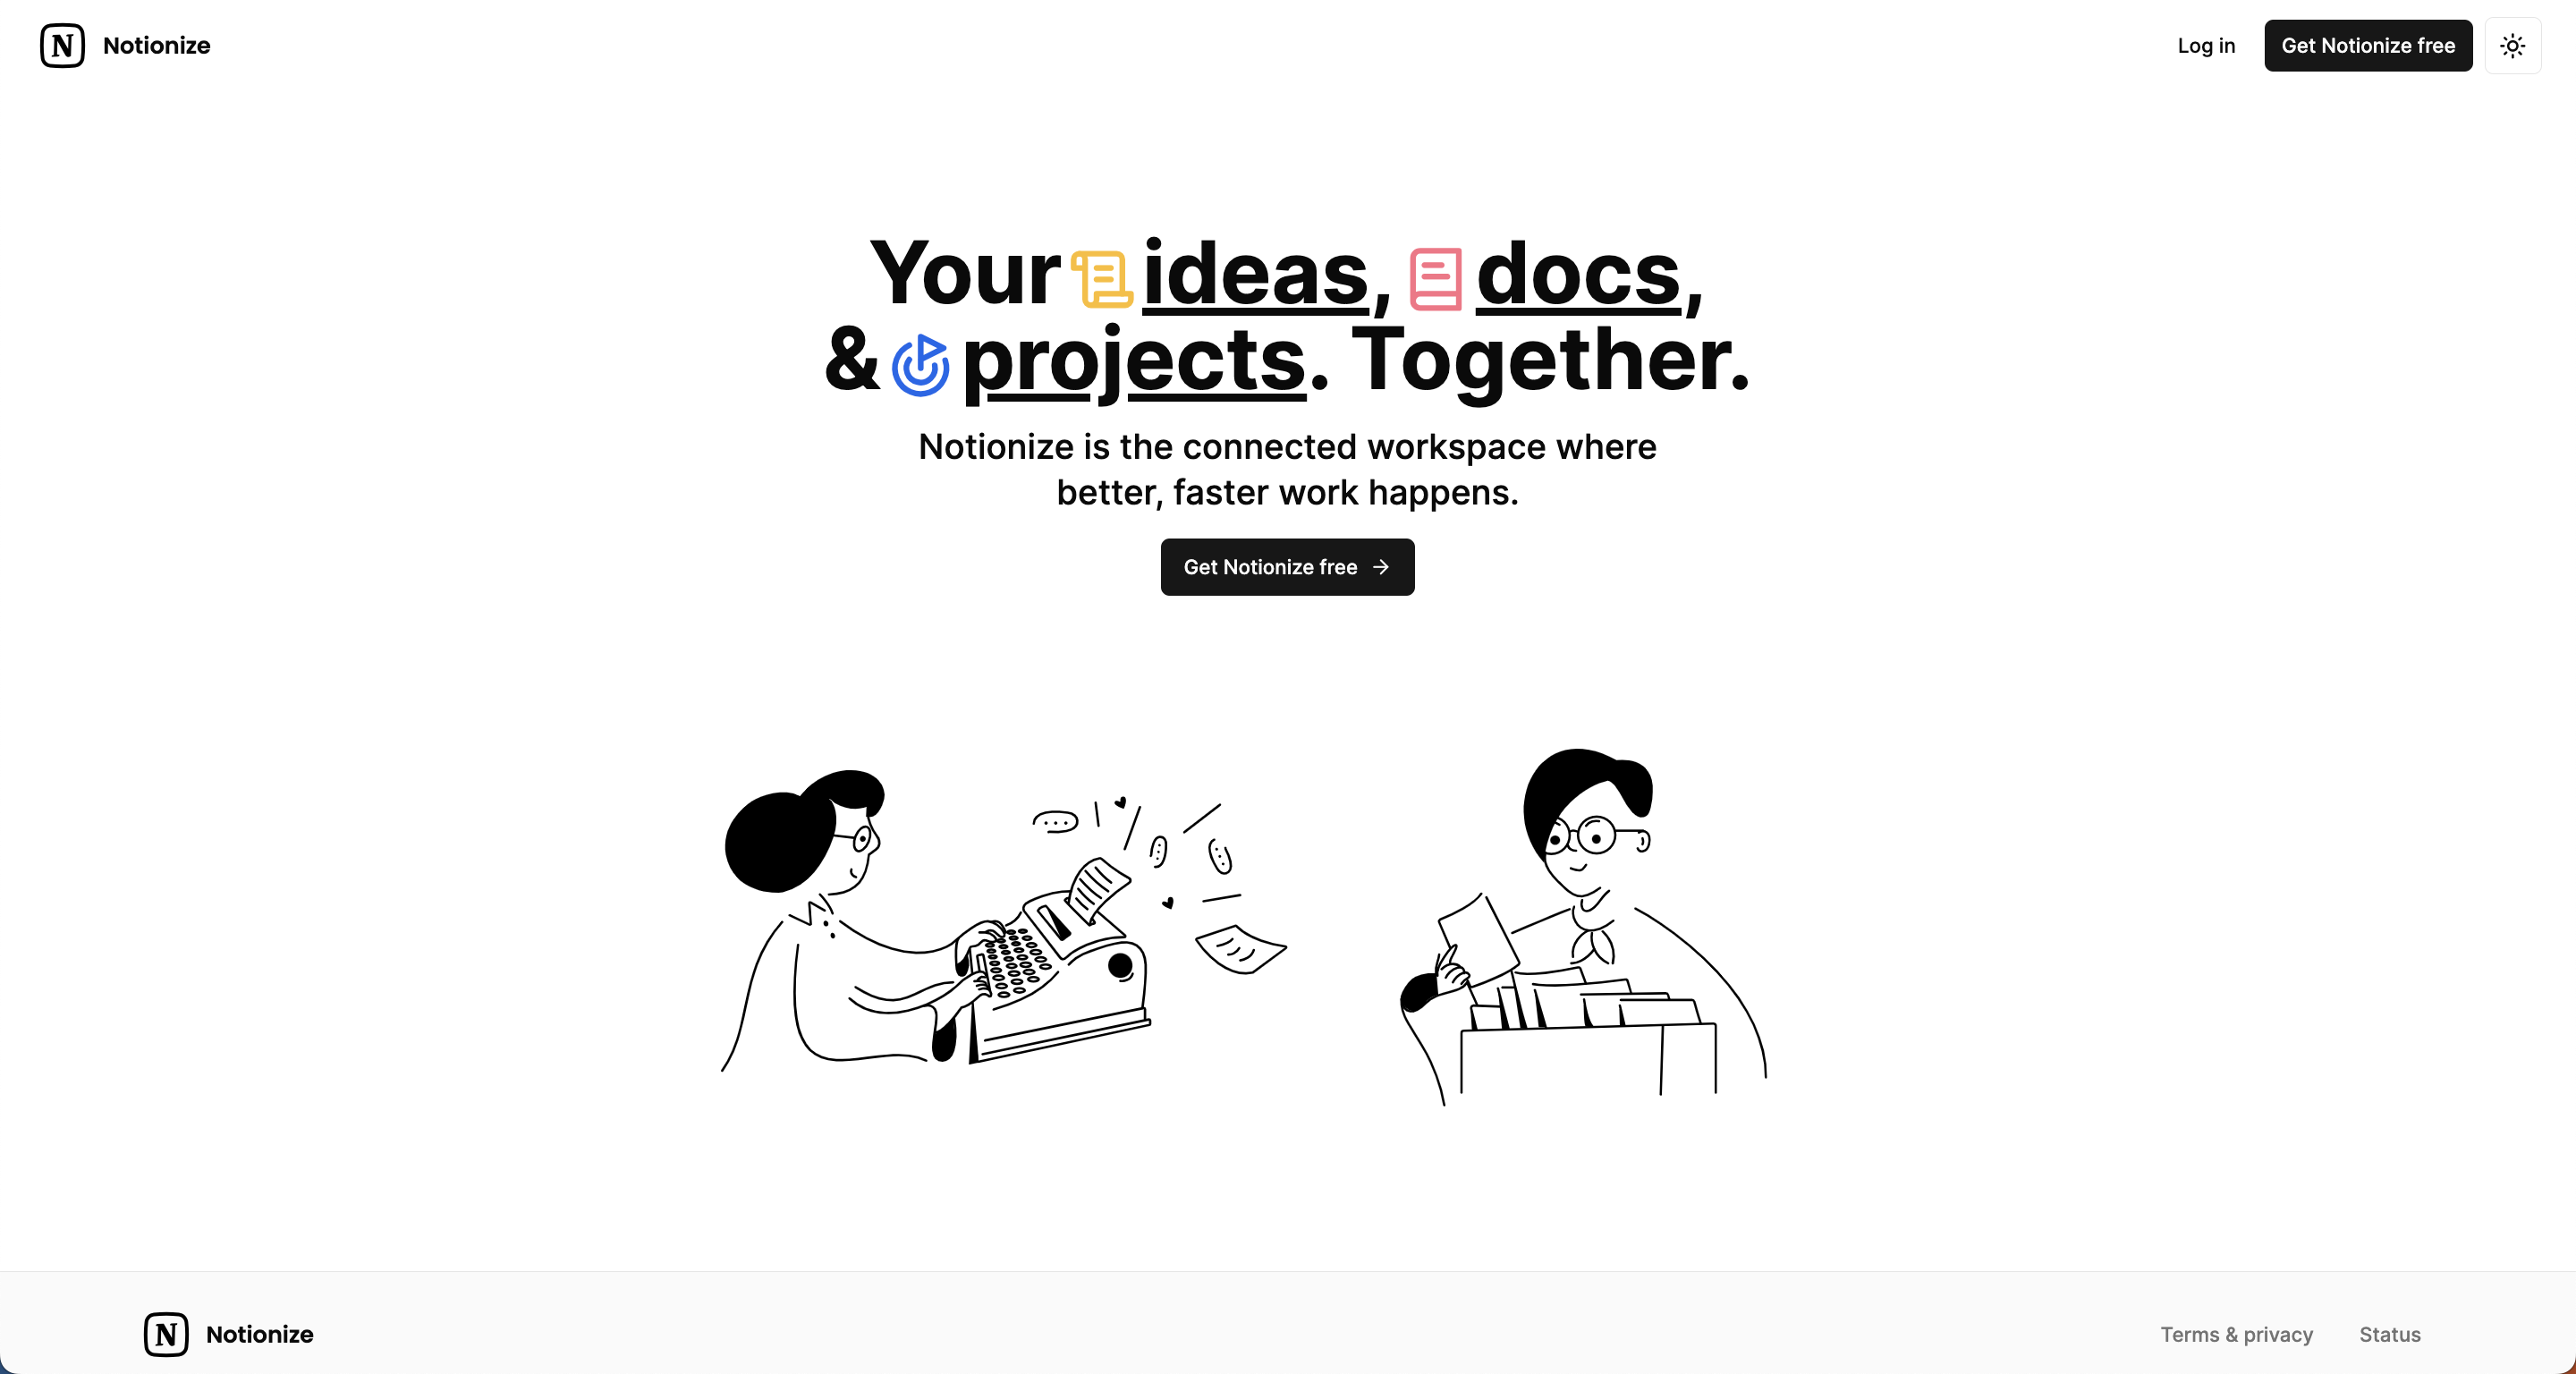 N Notionize
Log in
Get Notionize free
Your ideas, docs,
& projects. Together.
Notionize is the connected workspace where
better, faster work happens.
Get Notionize free →
N Notionize
Terms & privacy
Status